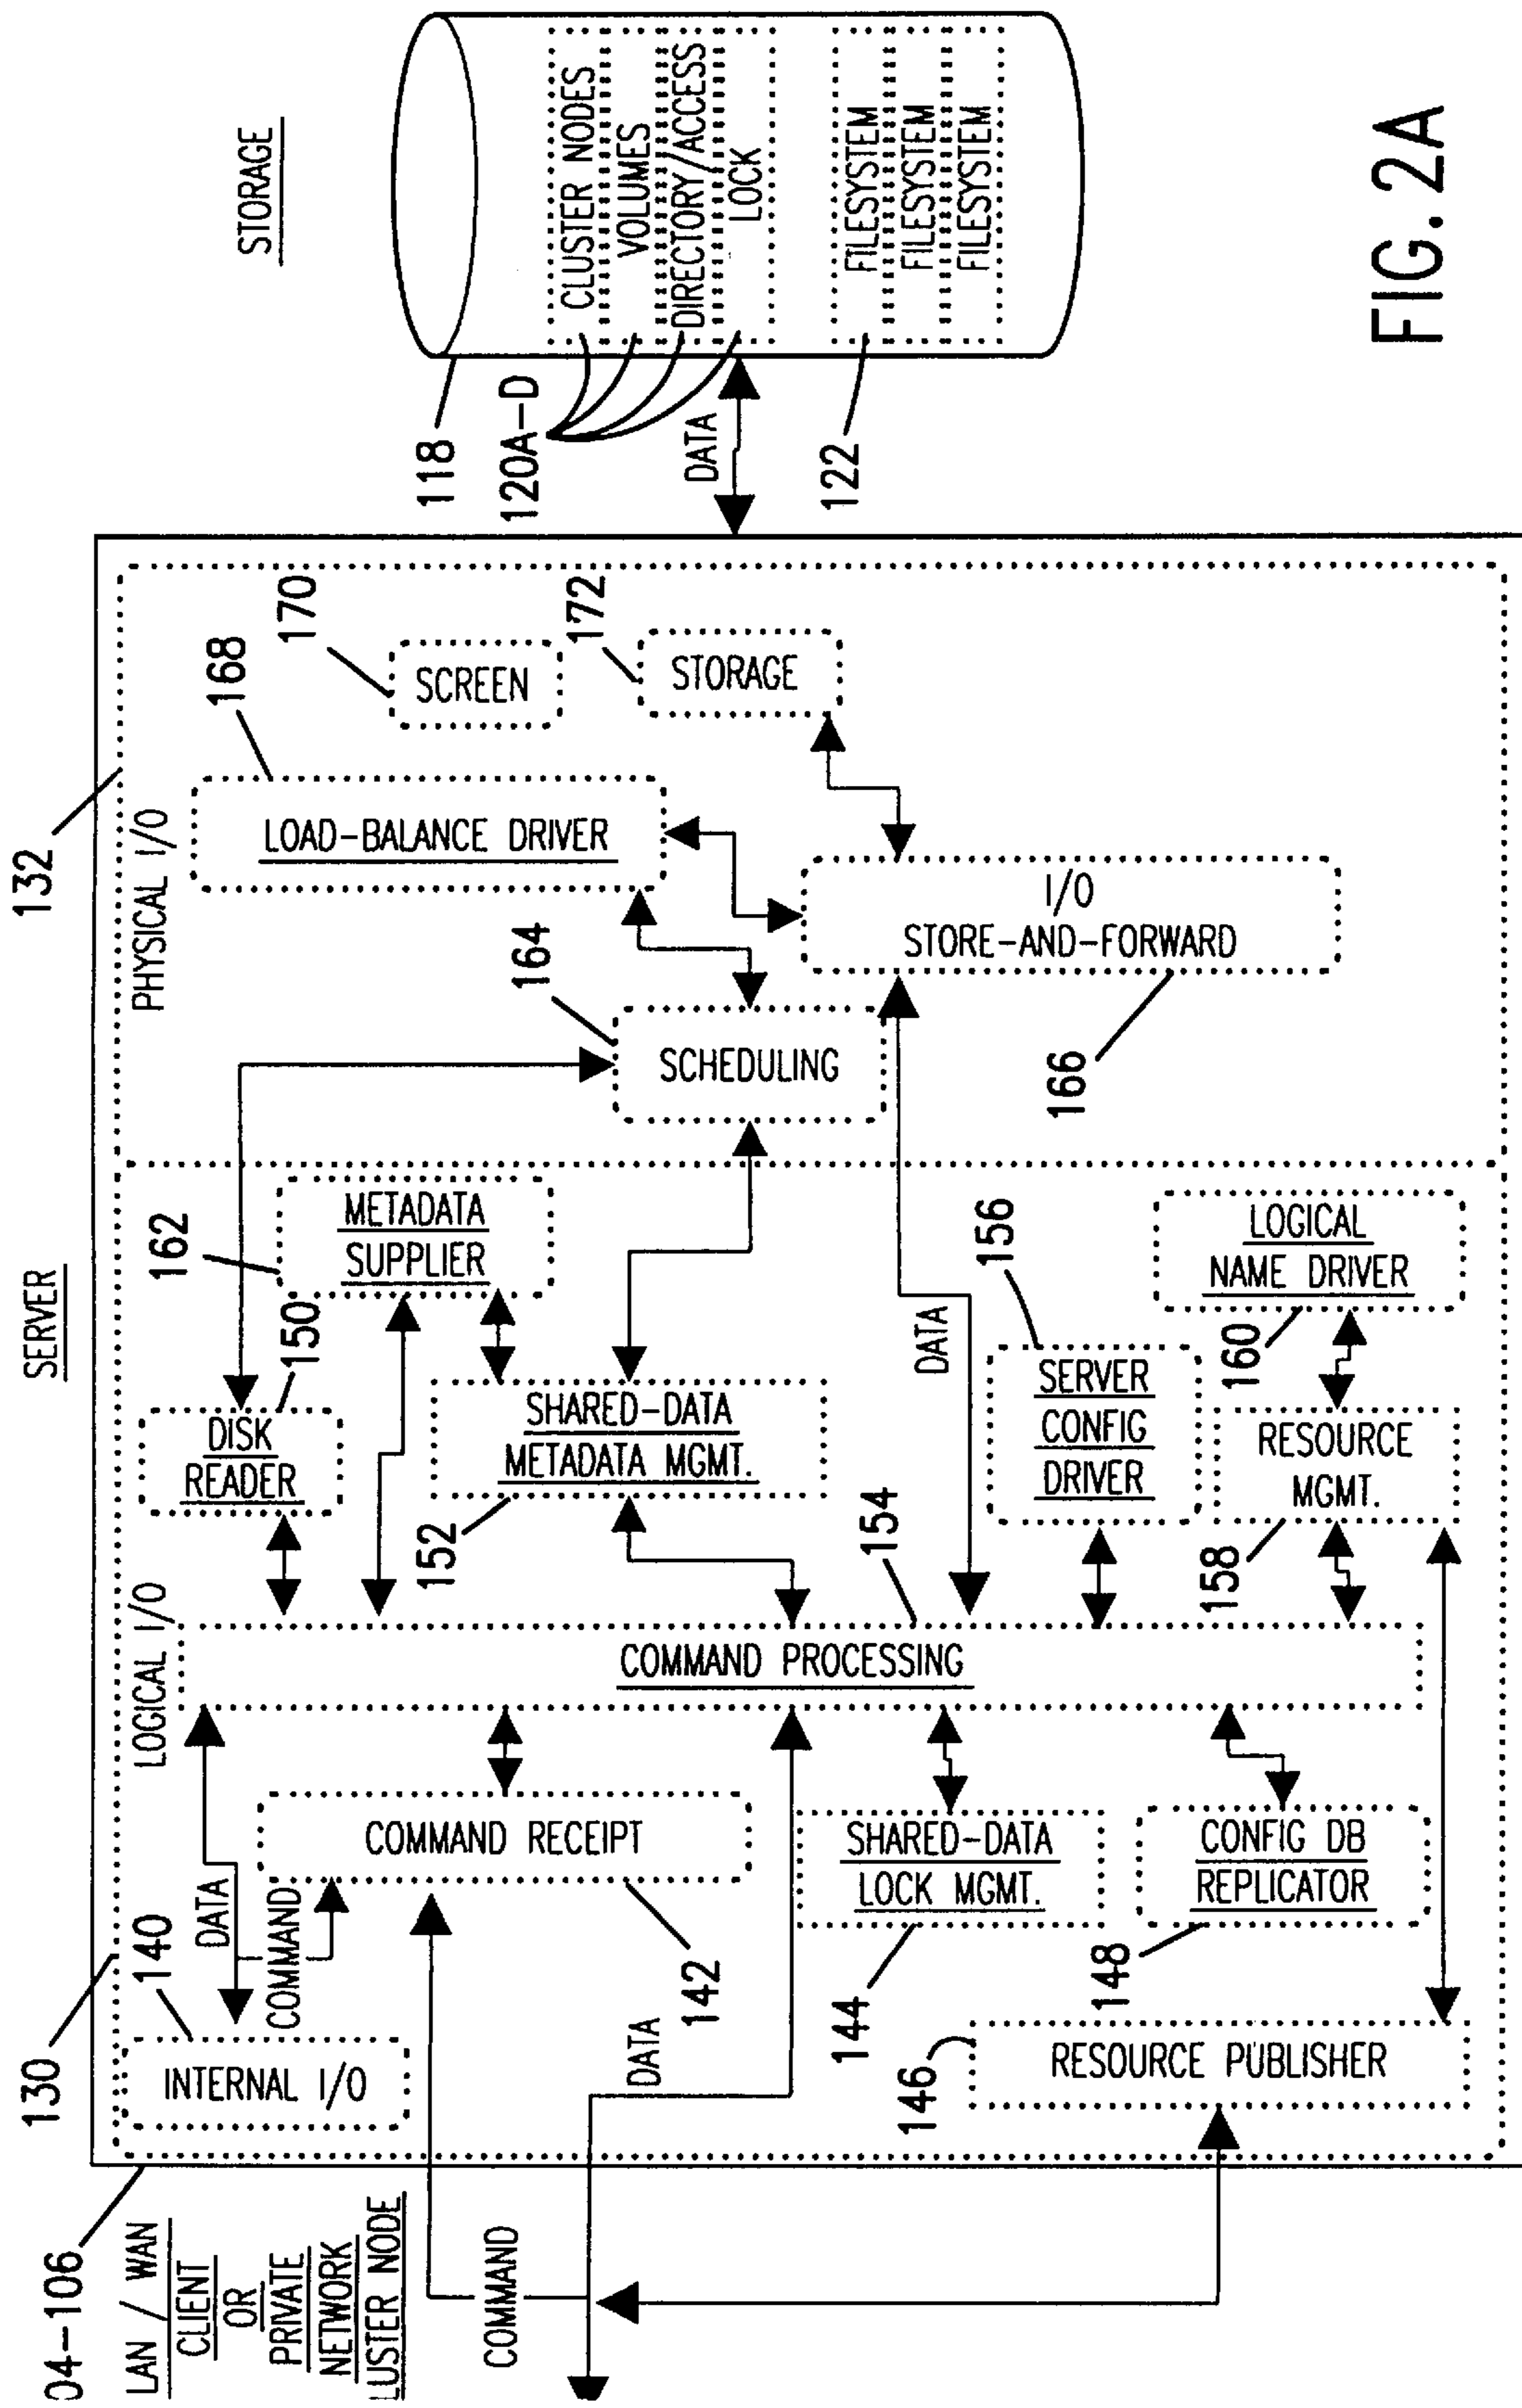 SERVER
STORAGE
132
PHYSICAL I/O
168
LOAD-BALANCE DRIVER
170
SCREEN
172
STORAGE
164
SCHEDULING
I/O
STORE-AND-FORWARD
166
118
120A-D
CLUSTER NODES
VOLUMES
DIRECTORY/ACCESS
LOCK
DATA
122
FILESYSTEM
FILESYSTEM
FILESYSTEM
130
LOGICAL I/O
162
METADATA
SUPPLIER
150
DISK
READER
SHARED-DATA
METADATA MGMT.
152
154
COMMAND PROCESSING
DATA
156
SERVER
CONFIG
DRIVER
LOGICAL
NAME DRIVER
160
RESOURCE
MGMT.
158
140
INTERNAL I/O
DATA
COMMAND
COMMAND RECEIPT
142
DATA
SHARED-DATA
LOCK MGMT.
144
CONFIG DB
REPLICATOR
148
146
RESOURCE PUBLISHER
04-106
LAN / WAN
CLIENT
OR
PRIVATE
NETWORK
LUSTER NODE
COMMAND
FIG. 2A